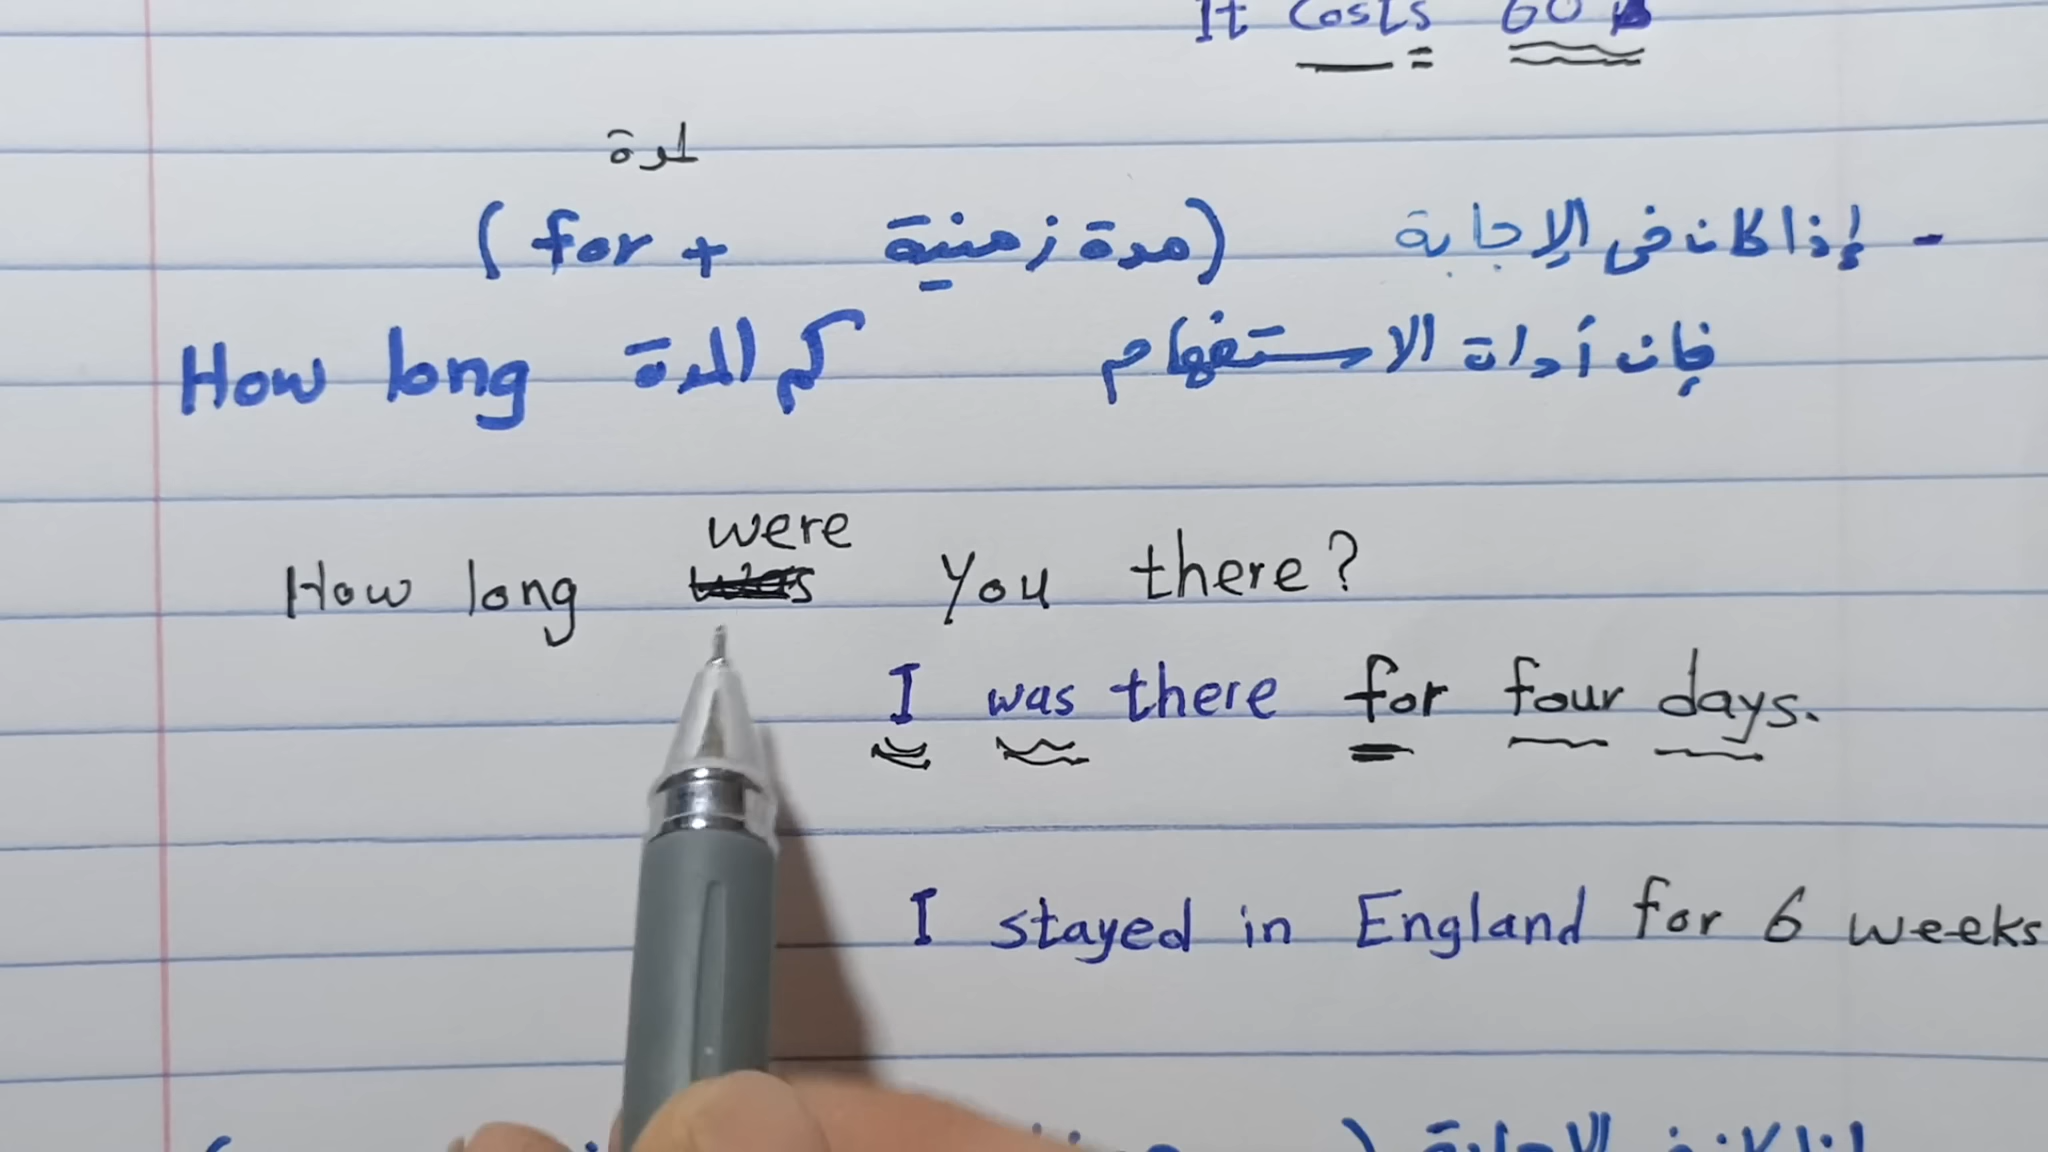 It costs 60
لمدة
- إذا كان في الإجابة (for + مدة زمنية)
فإن أداة الاستفهام كم المدة How long
were
How long was you there?
I was there for four days.
I stayed in England for 6 weeks